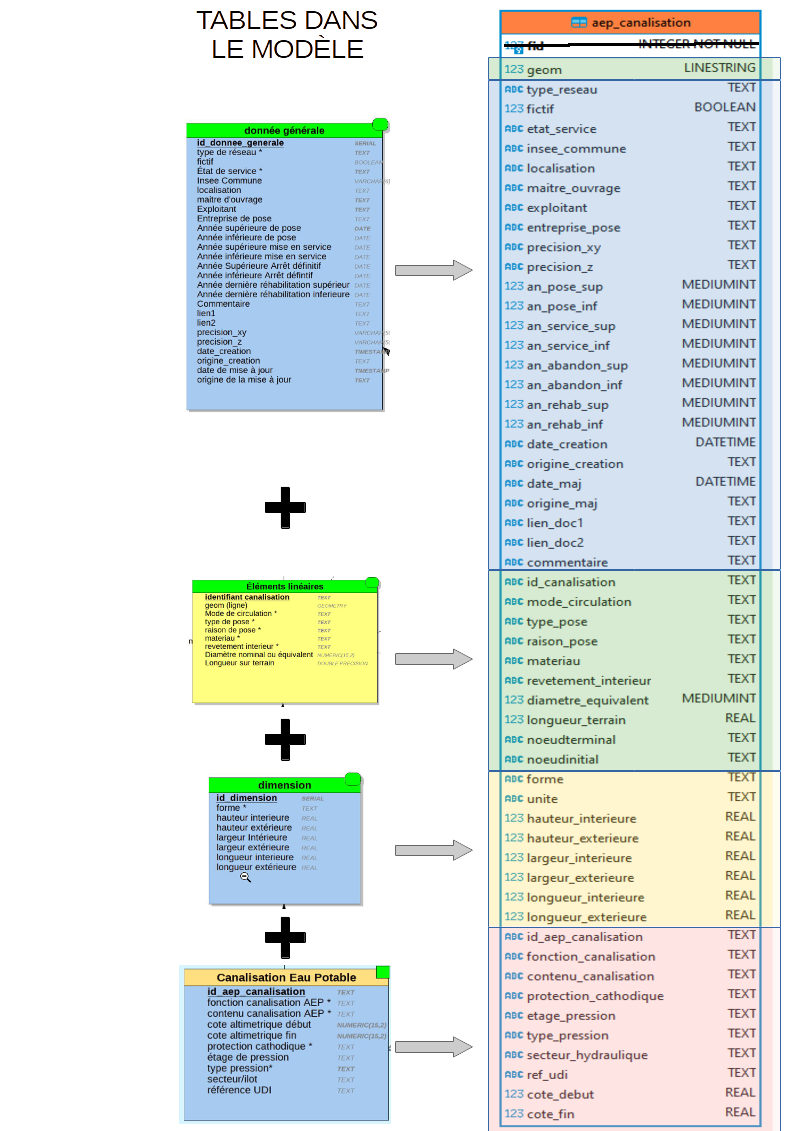 TABLES DANS
LE MODÈLE
donnée générale
id_donnee_generale SERIAL
type de réseau * TEXT
fictif BOOLEAN
État de service * TEXT
Insee Commune
localisation TEXT
maitre d'ouvrage TEXT
Exploitant TEXT
Entreprise de pose TEXT
Année supérieure de pose DATE
Année inférieure de pose DATE
Année supérieure mise en service DATE
Année inférieure mise en service DATE
Année Supérieure Arrêt définitif DATE
Année inférieure Arrêt définitf DATE
Année dernière réhabilitation supérieur DATE
Année dernière réhabilitation inferieure DATE
Commentaire TEXT
lien1 TEXT
lien2 TEXT
precision_xy
precision_z
date_creation TIMESTAMP
origine_creation TEXT
date de mise à jour TIMESTAMP
origine de la mise à jour TEXT
Éléments linéaires
identifiant canalisation TEXT
geom (ligne) GEOMETRY
Mode de circulation * TEXT
type de pose * TEXT
raison de pose * TEXT
materiau * TEXT
revetement interieur * TEXT
Diamètre nominal ou équivalent NUMERIC(15,2)
Longueur sur terrain DOUBLE PRECISION
n
dimension
id_dimension SERIAL
forme * TEXT
hauteur interieure REAL
hauteur extérieure REAL
largeur Intérieure REAL
largeur extérieure REAL
longueur interieure REAL
longueur extérieure REAL
Canalisation Eau Potable
id_aep_canalisation TEXT
fonction canalisation AEP * TEXT
contenu canalisation AEP * TEXT
cote altimetrique début NUMERIC(15,2)
cote altimetrique fin NUMERIC(15,2)
protection cathodique * TEXT
étage de pression TEXT
type pression* TEXT
secteur/ilot TEXT
référence UDI TEXT
aep_canalisation
123 fid INTEGER NOT NULL
123 geom LINESTRING
ABC type_reseau TEXT
123 fictif BOOLEAN
ABC etat_service TEXT
ABC insee_commune TEXT
ABC localisation TEXT
ABC maitre_ouvrage TEXT
ABC exploitant TEXT
ABC entreprise_pose TEXT
ABC precision_xy TEXT
ABC precision_z TEXT
123 an_pose_sup MEDIUMINT
123 an_pose_inf MEDIUMINT
123 an_service_sup MEDIUMINT
123 an_service_inf MEDIUMINT
123 an_abandon_sup MEDIUMINT
123 an_abandon_inf MEDIUMINT
123 an_rehab_sup MEDIUMINT
123 an_rehab_inf MEDIUMINT
ABC date_creation DATETIME
ABC origine_creation TEXT
ABC date_maj DATETIME
ABC origine_maj TEXT
ABC lien_doc1 TEXT
ABC lien_doc2 TEXT
ABC commentaire TEXT
ABC id_canalisation TEXT
ABC mode_circulation TEXT
ABC type_pose TEXT
ABC raison_pose TEXT
ABC materiau TEXT
ABC revetement_interieur TEXT
123 diametre_equivalent MEDIUMINT
123 longueur_terrain REAL
ABC noeudterminal TEXT
ABC noeudinitial TEXT
ABC forme TEXT
ABC unite TEXT
123 hauteur_interieure REAL
123 hauteur_exterieure REAL
123 largeur_interieure REAL
123 largeur_exterieure REAL
123 longueur_interieure REAL
123 longueur_exterieure REAL
ABC id_aep_canalisation TEXT
ABC fonction_canalisation TEXT
ABC contenu_canalisation TEXT
ABC protection_cathodique TEXT
ABC etage_pression TEXT
ABC type_pression TEXT
ABC secteur_hydraulique TEXT
ABC ref_udi TEXT
123 cote_debut REAL
123 cote_fin REAL